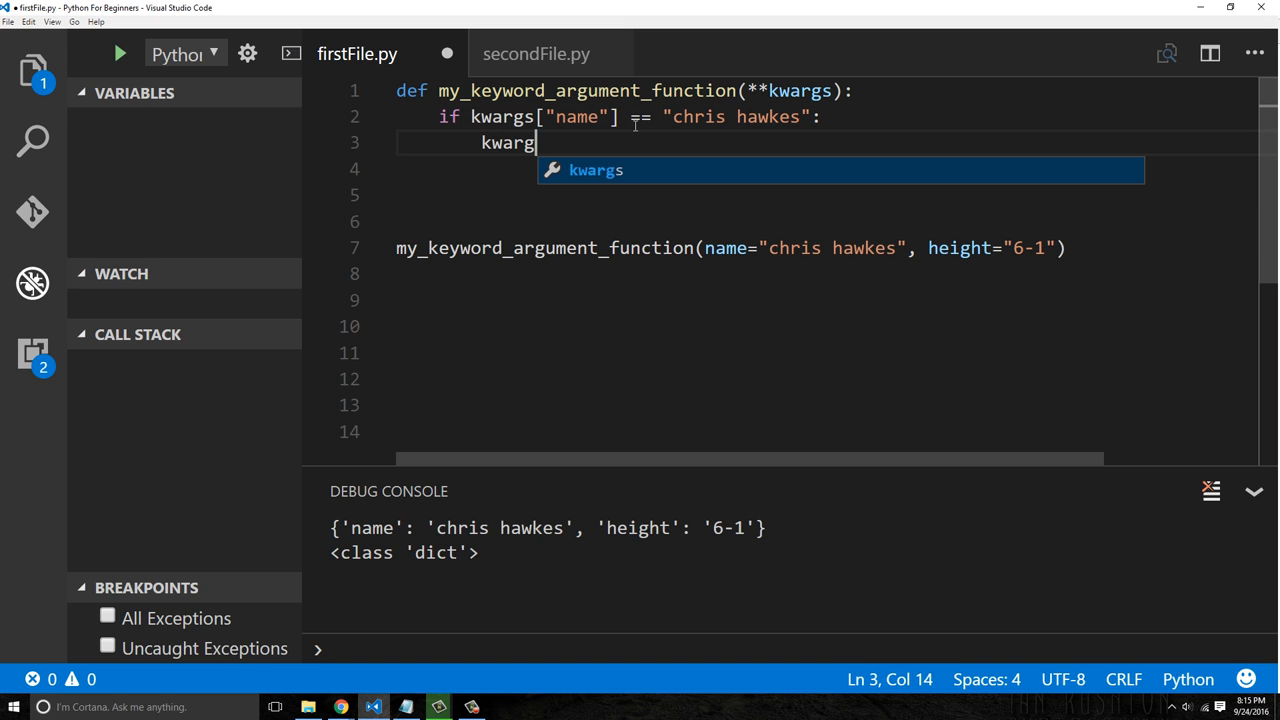 • firstFile.py - Python For Beginners - Visual Studio Code
File Edit View Go Help
Pythor
firstFile.py
secondFile.py
1
VARIABLES
WATCH
CALL STACK
2
BREAKPOINTS
All Exceptions
Uncaught Exceptions
1 def my_keyword_argument_function(**kwargs):
2 if kwargs["name"] == "chris hawkes":
3 kwarg
4 kwargs
5
6
7 my_keyword_argument_function(name="chris hawkes", height="6-1")
8
9
10
11
12
13
14
DEBUG CONSOLE
{'name': 'chris hawkes', 'height': '6-1'}
<class 'dict'>
0 0
Ln 3, Col 14 Spaces: 4 UTF-8 CRLF Python
I'm Cortana. Ask me anything.
8:15 PM
9/24/2016